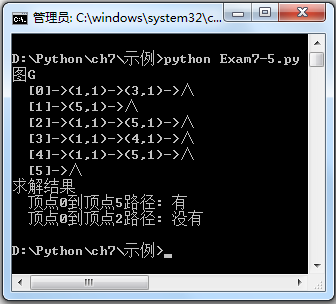 管理员: C:\windows\system32\c...
D:\Python\ch7\示例>python Exam7-5.py
图G
[0]->(1,1)->(3,1)->∧
[1]->(5,1)->∧
[2]->(1,1)->(5,1)->∧
[3]->(1,1)->(4,1)->∧
[4]->(1,1)->(5,1)->∧
[5]->∧
求解结果
顶点0到顶点5路径: 有
顶点0到顶点2路径: 没有
D:\Python\ch7\示例>_